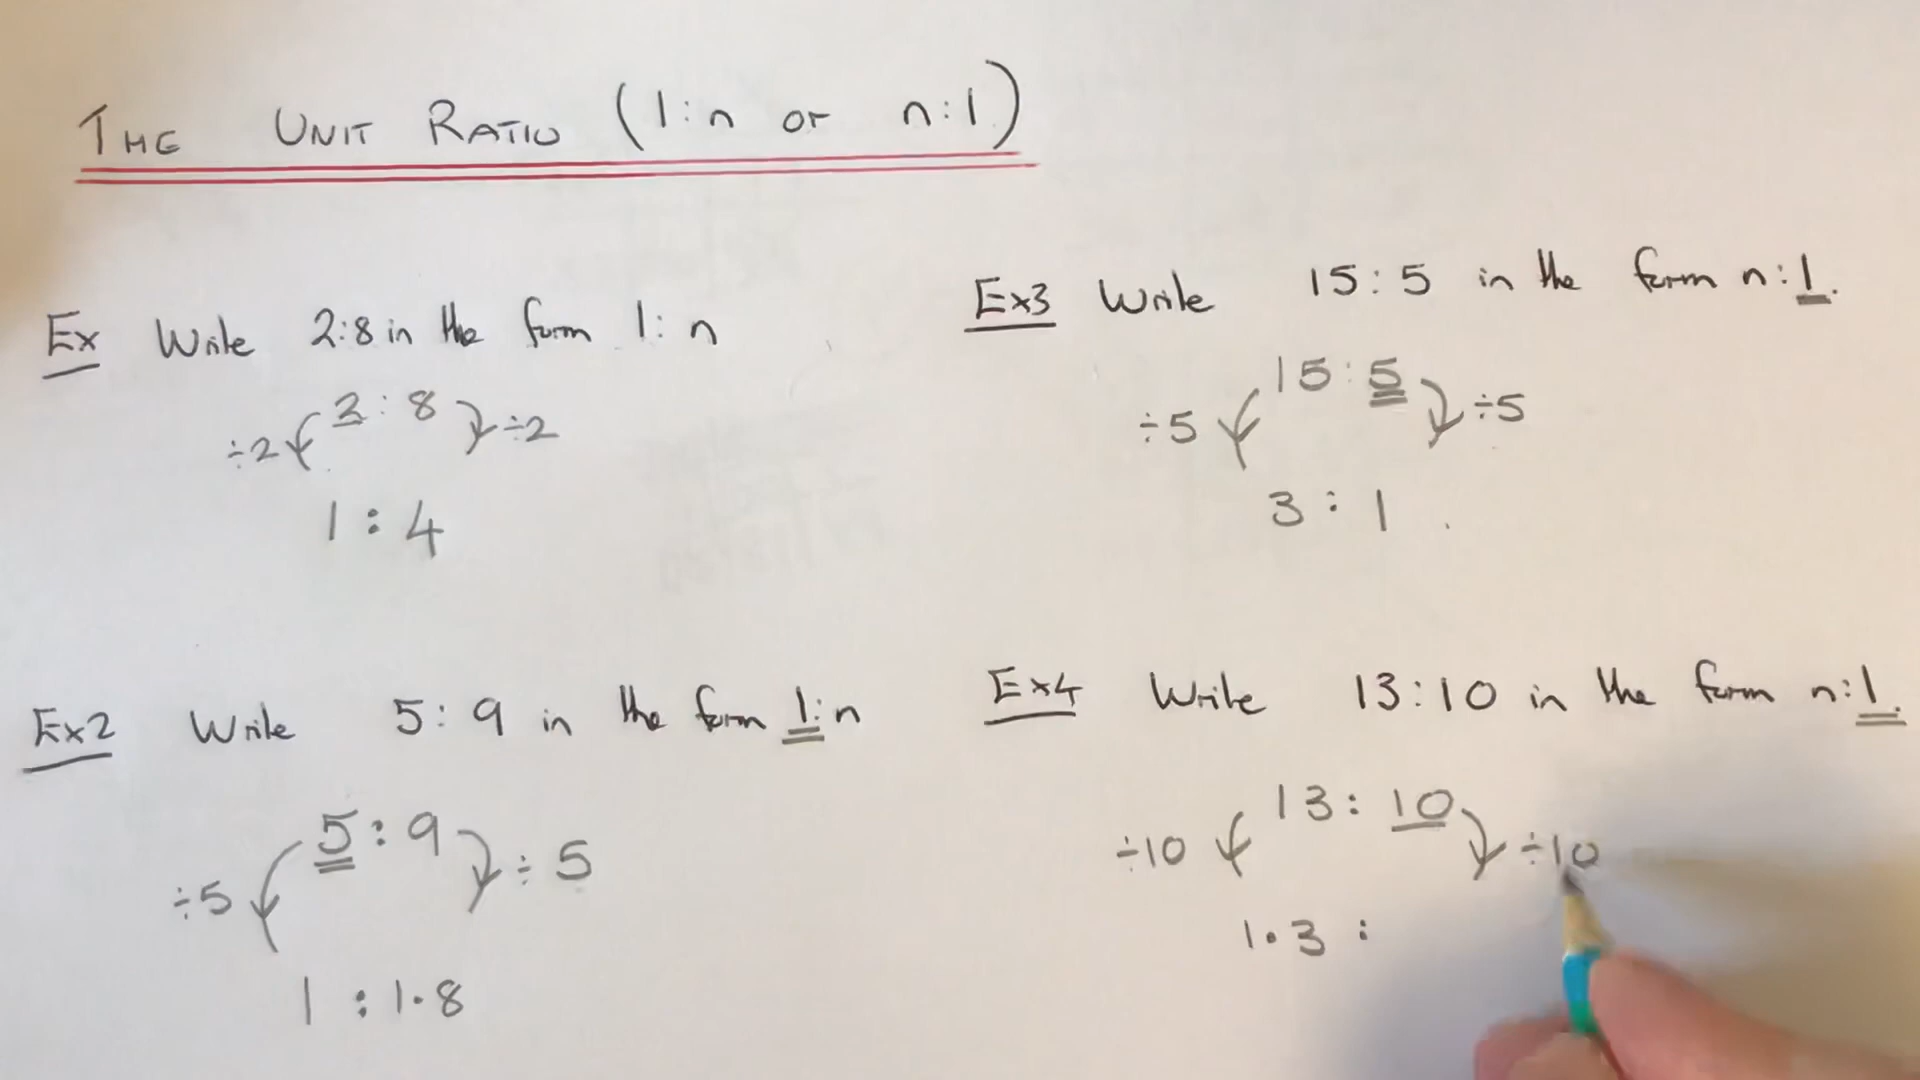 THE UNIT RATIO (1:n or n:1)
Ex Write 2:8 in the form 1:n
2:8
÷2 ÷2
1:4
Ex2 Write 5:9 in the form 1:n
5:9
÷5 ÷5
1:1·8
Ex3 Write 15:5 in the form n:1.
15:5
÷5 ÷5
3:1
Ex4 Write 13:10 in the form n:1.
13:10
÷10 ÷10
1·3: